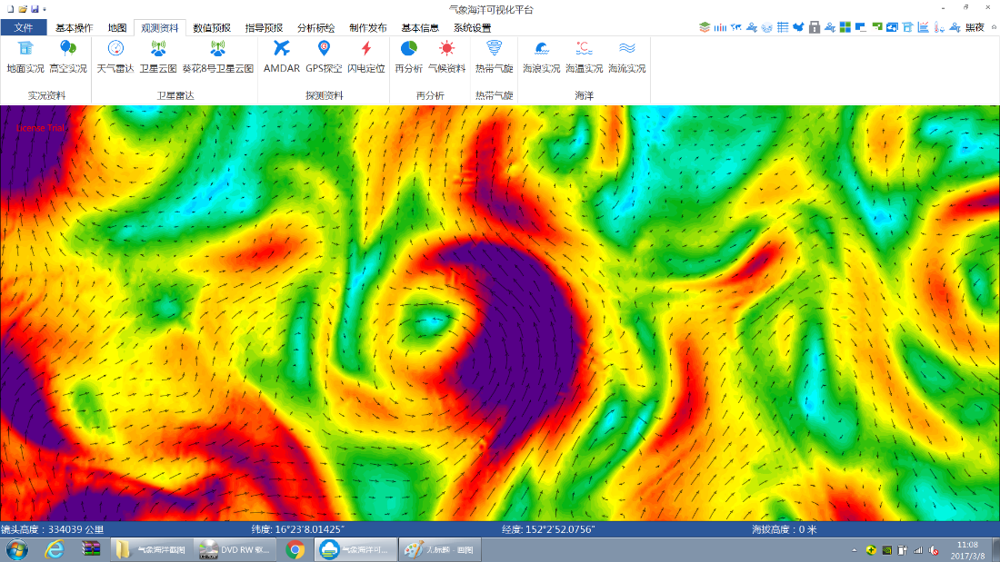 气象海洋可视化平台
文件 基本操作 地图 观测资料 数值预报 指导预报 分析标绘 制作发布 基本信息 系统设置 黑夜
地面实况 高空实况 天气雷达 卫星云图 葵花8号卫星云图 AMDAR GPS探空 闪电定位 再分析 气候资料 热带气旋 海浪实况 海温实况 海流实况
实况资料 卫星雷达 探测资料 再分析 热带气旋 海洋
License Trial
镜头高度：334039 公里 纬度: 16°23'8.01425" 经度: 152°2'52.0756" 海拔高度：0 米
气象海洋截图 DVD RW 驱... 气象海洋可... 无标题 - 画图
11:08
2017/3/8